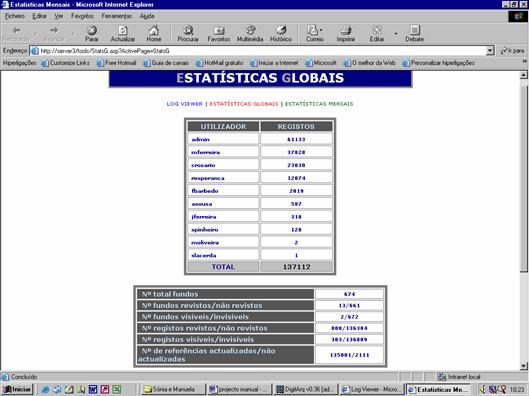 Estatísticas Mensais - Microsoft Internet Explorer
Ficheiro Editar Ver Favoritos Ferramentas Ajuda
Retroceder Avançar Parar Actualizar Home Procurar Favoritos Multimédia Histórico Correio Imprimir Editar Debate
Endereço http://server3/tools/StatsG.asp?ActivePage=StatsG Ir para
Hiperligações Customize Links Free Hotmail Guia de canais HotMail gratuito Iniciar a Internet Microsoft O melhor da Web Personalizar hiperligações
ESTATÍSTICAS GLOBAIS
LOG VIEWER | ESTATÍSTICAS GLOBAIS | ESTATÍSTICAS MENSAIS
UTILIZADOR REGISTOS
admin 61133
mferreira 37828
crosario 23030
resperanca 12074
fbarbedo 2019
asousa 587
jferreira 310
spinheiro 128
moliveira 2
slacerda 1
TOTAL 137112
Nº total fundos 674
Nº fundos revistos/não revistos 13/661
Nº fundos visíveis/invisíveis 2/672
Nº registos revistos/não revistos 808/136304
Nº registos visíveis/invisíveis 303/136809
Nº de referências actualizadas/não actualizadas 135001/2111
Concluído Intranet local
Iniciar Sónia e Manuela projecto manual - ... DigitArq v0.36 [ad... Log Viewer - Micro... Estatísticas Me... 10:23